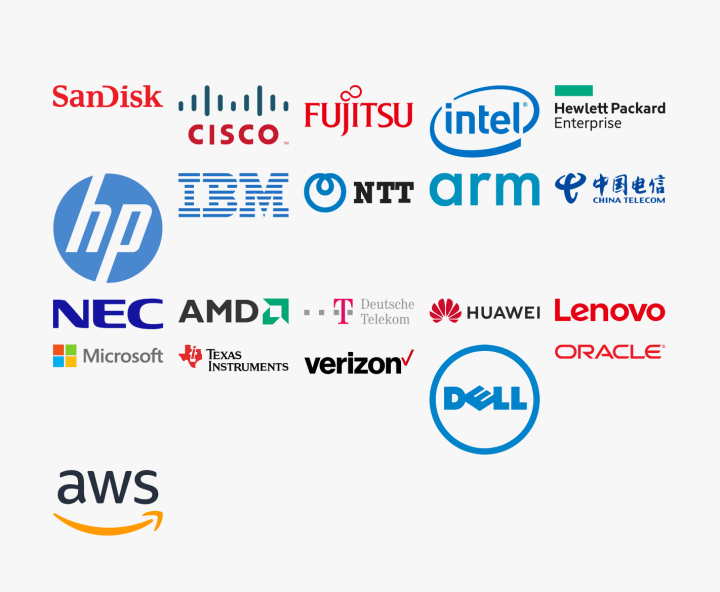 SanDisk
CISCO™
FUJITSU
intel®
Hewlett Packard
Enterprise
hp
IBM
NTT
arm
中国电信
CHINA TELECOM
NEC
AMD
T
Deutsche
Telekom
HUAWEI
Lenovo
Microsoft
TEXAS
INSTRUMENTS
verizon✓
DELL
ORACLE®
aws